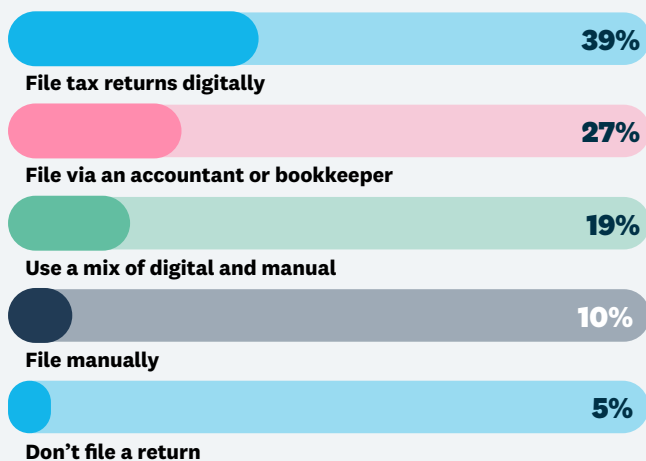 39%
File tax returns digitally
27%
File via an accountant or bookkeeper
19%
Use a mix of digital and manual
10%
File manually
5%
Don’t file a return